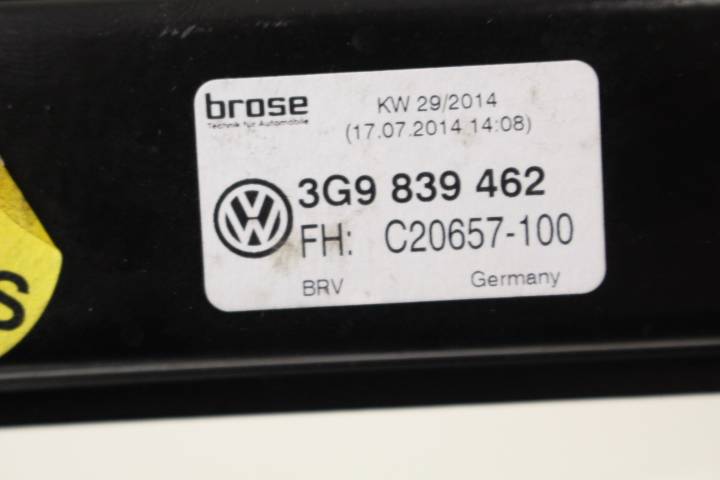 brose
Technik für Automobile
KW 29/2014
(17.07.2014 14:08)
3G9 839 462
FH: C20657-100
BRV
Germany
S